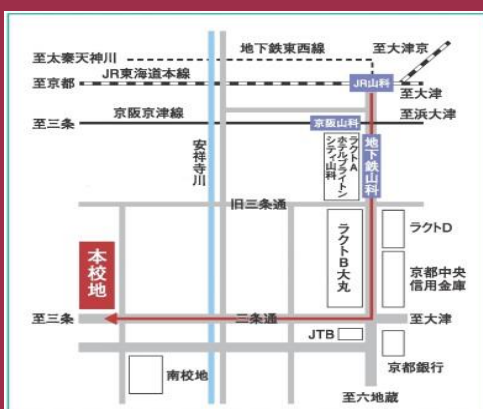 地下鉄東西線
至大津京
至太秦天神川
JR東海道本線
JR山科
至京都
至大津
京阪京津線
至浜大津
至三条
京阪山科
安祥寺川
ラクトA
ホテルブライトン
シティ山科
地下鉄山科
旧三条通
ラクトD
ラクトB大丸
本校地
京都中央
信用金庫
至三条
三条通
至大津
JTB
南校地
京都銀行
至六地蔵